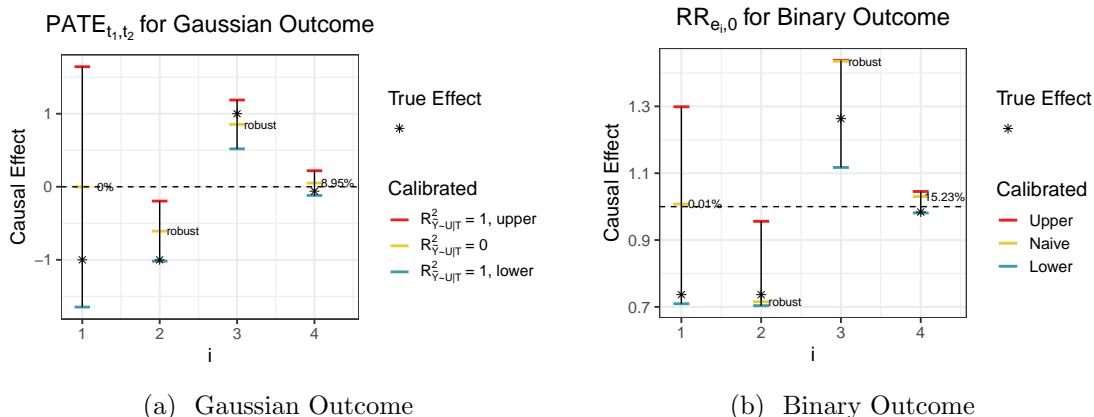 PATE_{t₁,t₂} for Gaussian Outcome
Causal Effect
1
0
−1
0%
robust
robust
8.95%
1 2 3 4
i
True Effect
Calibrated
R²_{Ỹ~U|T} = 1, upper
R²_{Ỹ~U|T} = 0
R²_{Ỹ~U|T} = 1, lower
(a) Gaussian Outcome
RR_{eᵢ,0} for Binary Outcome
Causal Effect
1.3
1.1
0.9
0.7
0.01%
robust
robust
15.23%
1 2 3 4
i
True Effect
Calibrated
Upper
Naive
Lower
(b) Binary Outcome